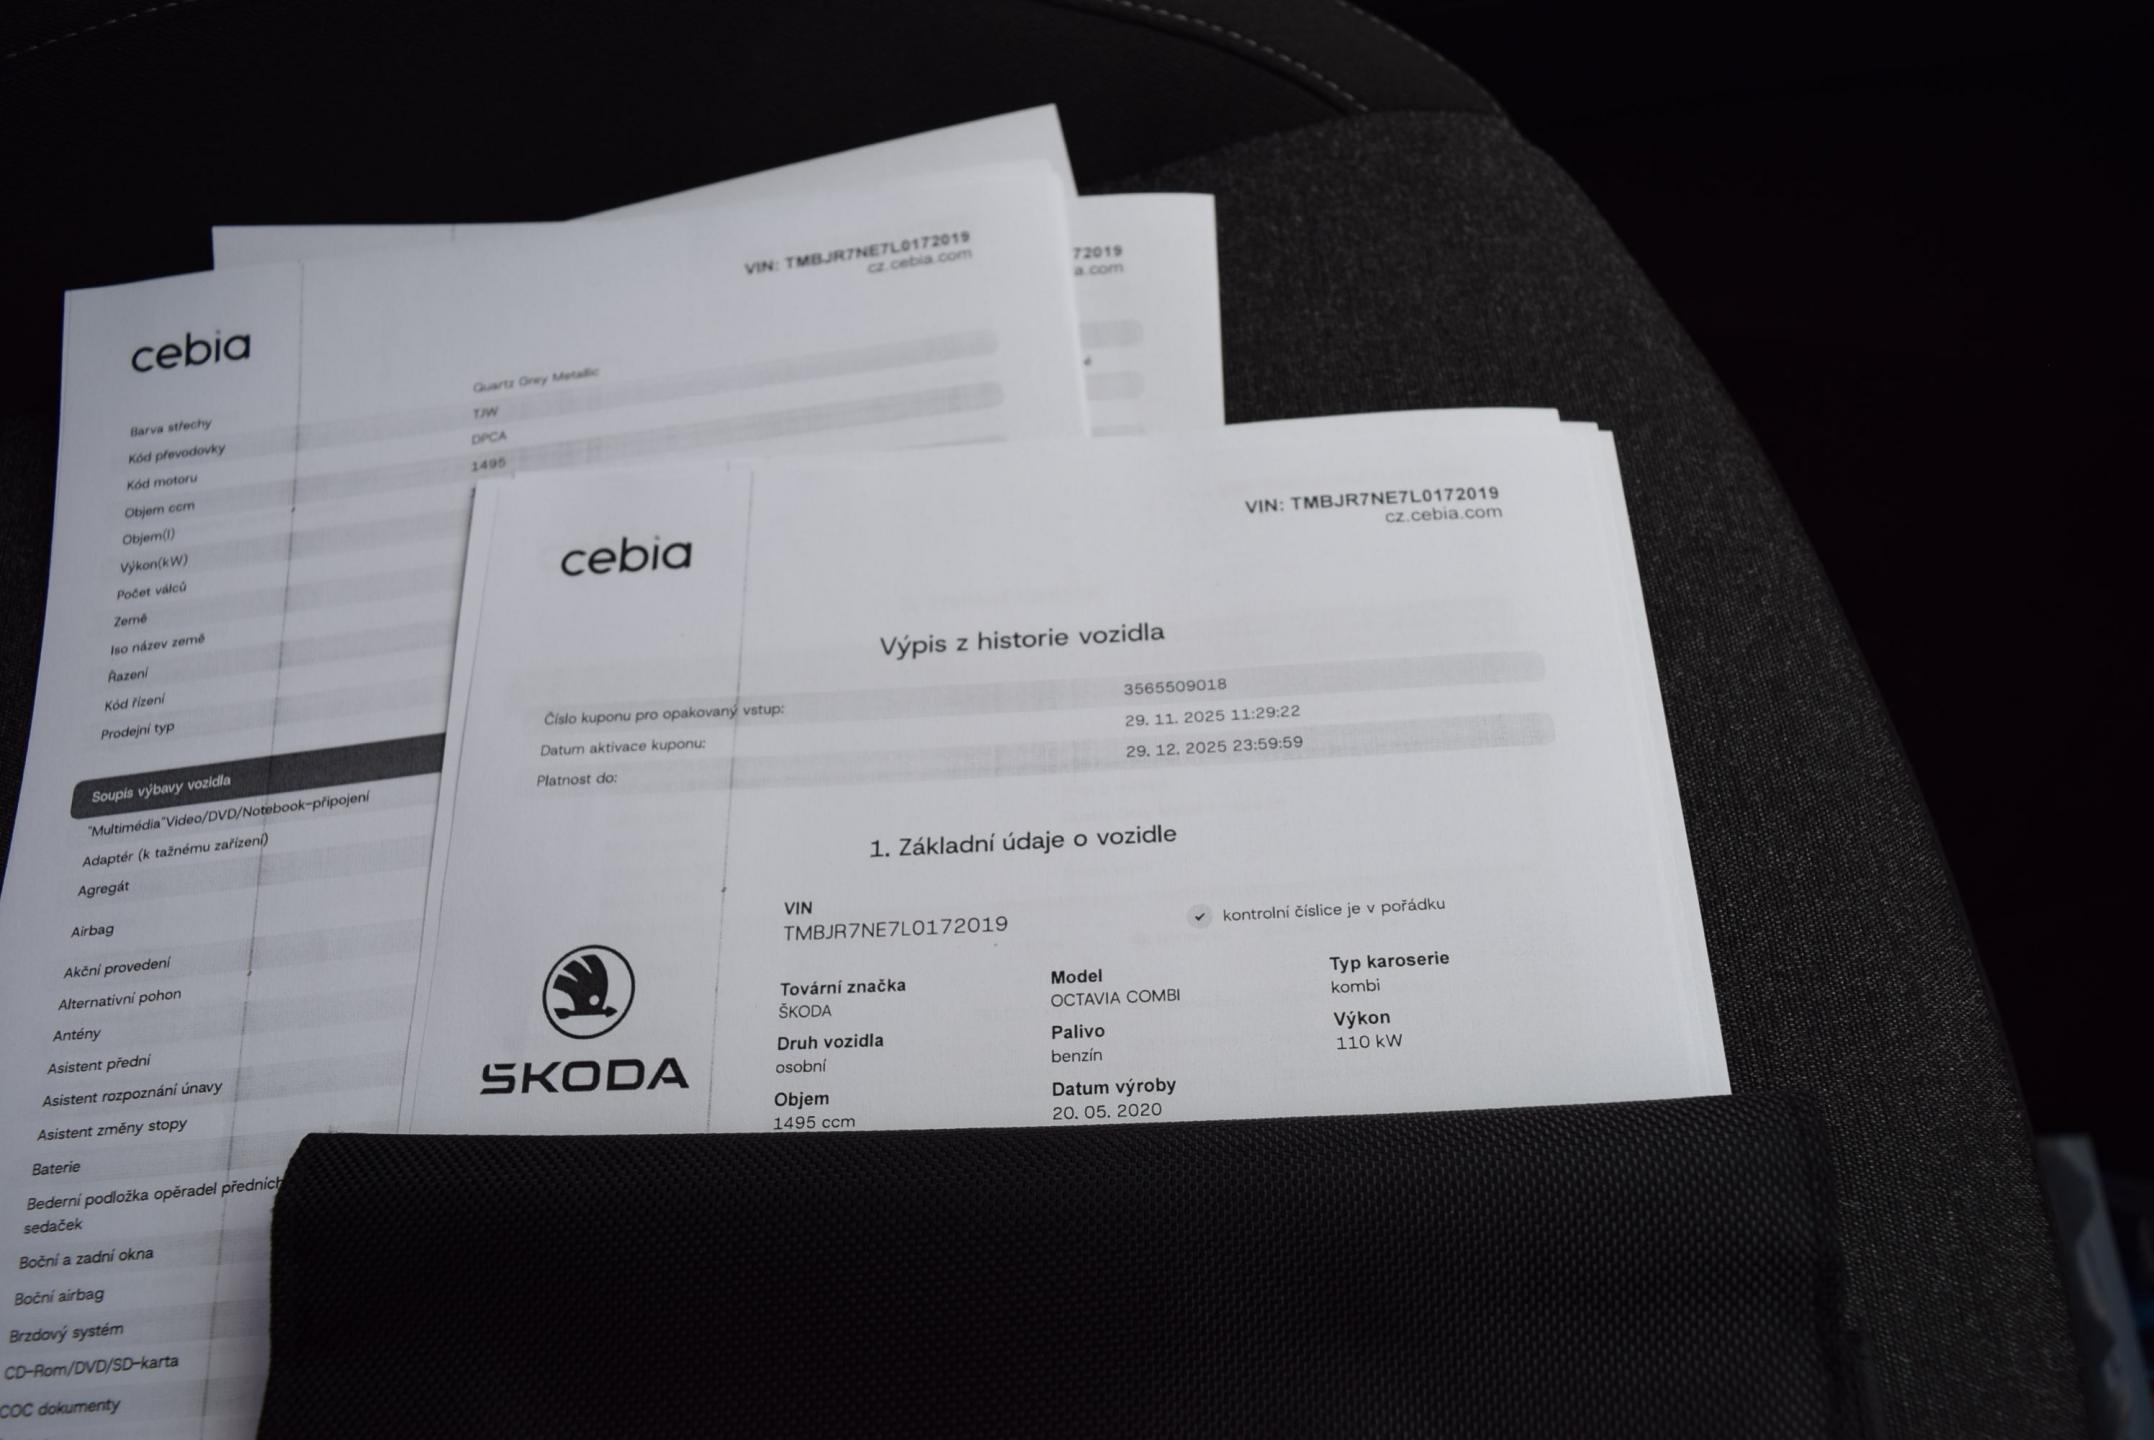 VIN: TMBJR7NE7L0172019
cz.cebia.com
72019
a.com
cebia
Quartz Grey Metallic
Barva střechy
TJW
Kód převodovky
DPCA
Kód motoru
1495
Objem ccm
Objem(l)
Výkon(kW)
Počet válců
Země
Iso název země
Řazení
Kód řízení
Prodejní typ
Soupis výbavy vozidla
"Multimédia"Video/DVD/Notebook-připojení
Adaptér (k tažnému zařízení)
Agregát
Airbag
Akční provedení
Alternativní pohon
Antény
Asistent přední
Asistent rozpoznání únavy
Asistent změny stopy
Baterie
Bederní podložka opěradel předních
sedaček
Boční a zadní okna
Boční airbag
Brzdový systém
CD-Rom/DVD/SD-karta
COC dokumenty
VIN: TMBJR7NE7L0172019
cz.cebia.com
cebia
Výpis z historie vozidla
Číslo kuponu pro opakovaný vstup: 3565509018
Datum aktivace kuponu: 29. 11. 2025 11:29:22
Platnost do: 29. 12. 2025 23:59:59
1. Základní údaje o vozidle
VIN
TMBJR7NE7L0172019
kontrolní číslice je v pořádku
Tovární značka Model Typ karoserie
ŠKODA OCTAVIA COMBI kombi
Druh vozidla Palivo Výkon
osobní benzín 110 kW
Objem Datum výroby
1495 ccm 20. 05. 2020
ŠKODA